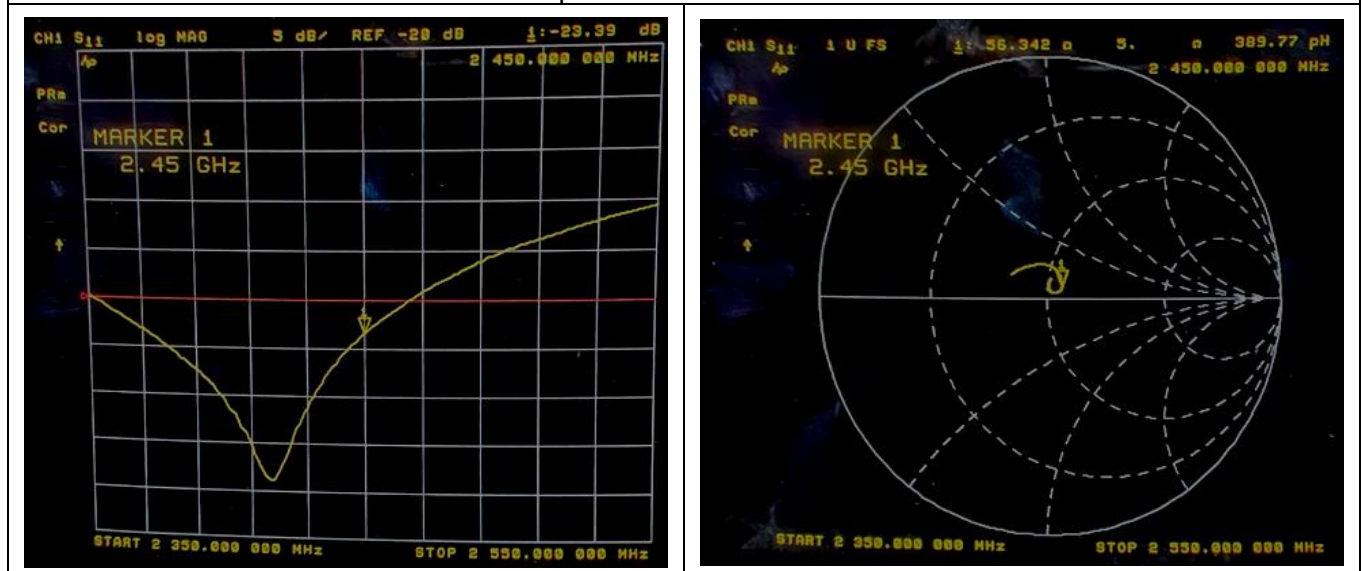 CH1 S11 log MAG 5 dB/ REF -20 dB 1:-23.39 dB
2 450.000 000 MHz
PRm
Cor
MARKER 1
2.45 GHz
1
START 2 350.000 000 MHz STOP 2 550.000 000 MHz
CH1 S11 1 U FS 1: 56.342 Ω 5. Ω 389.77 pH
2 450.000 000 MHz
PRm
Cor
MARKER 1
2.45 GHz
1
START 2 350.000 000 MHz STOP 2 550.000 000 MHz